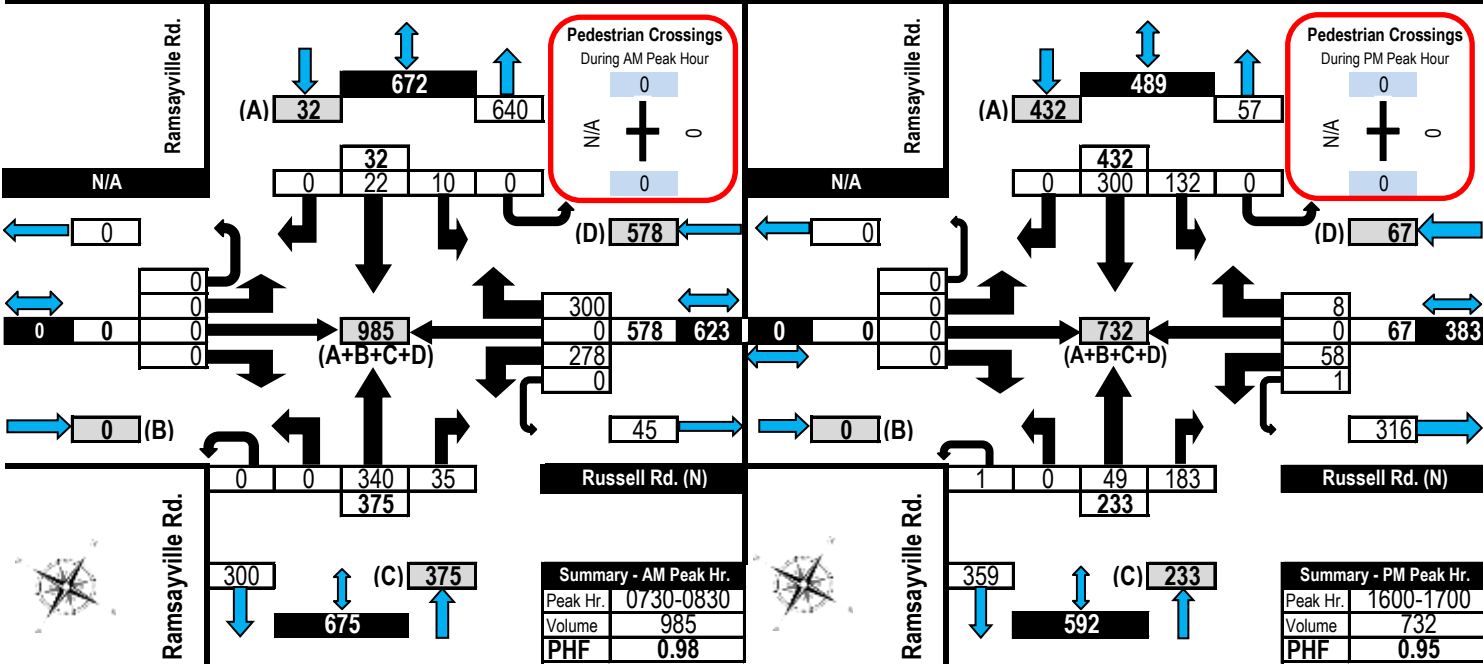 Ramsayville Rd.
Pedestrian Crossings
During AM Peak Hour
0
N/A
0
0
672
(A) 32
640
N/A
32
0 22 10 0
0
(D) 578
0
0
0
0
0 0
985
(A+B+C+D)
300
0
278
0
578 623
0 (B)
45
0 0 340 35
375
Russell Rd. (N)
Ramsayville Rd.
300
(C) 375
675
Summary - AM Peak Hr.
Peak Hr. 0730-0830
Volume 985
PHF 0.98
Ramsayville Rd.
Pedestrian Crossings
During PM Peak Hour
0
N/A
0
0
489
(A) 432
57
N/A
432
0 300 132 0
0
(D) 67
0
0
0
0
0 0
732
(A+B+C+D)
8
0
58
1
67 383
0 (B)
316
1 0 49 183
233
Russell Rd. (N)
Ramsayville Rd.
359
(C) 233
592
Summary - PM Peak Hr.
Peak Hr. 1600-1700
Volume 732
PHF 0.95